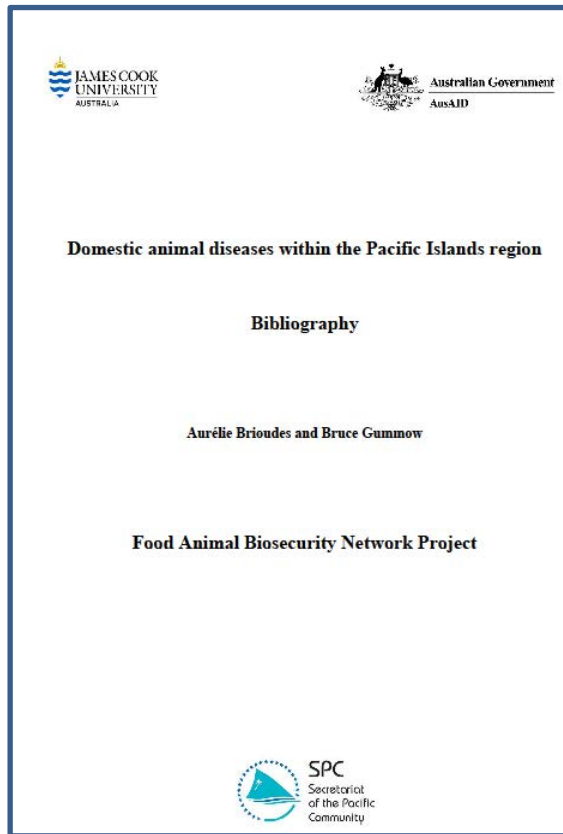 JAMES COOK
UNIVERSITY
AUSTRALIA
Australian Government
AusAID
Domestic animal diseases within the Pacific Islands region
Bibliography
Aurélie Brioudes and Bruce Gummow
Food Animal Biosecurity Network Project
SPC
Secretariat
of the Pacific
Community